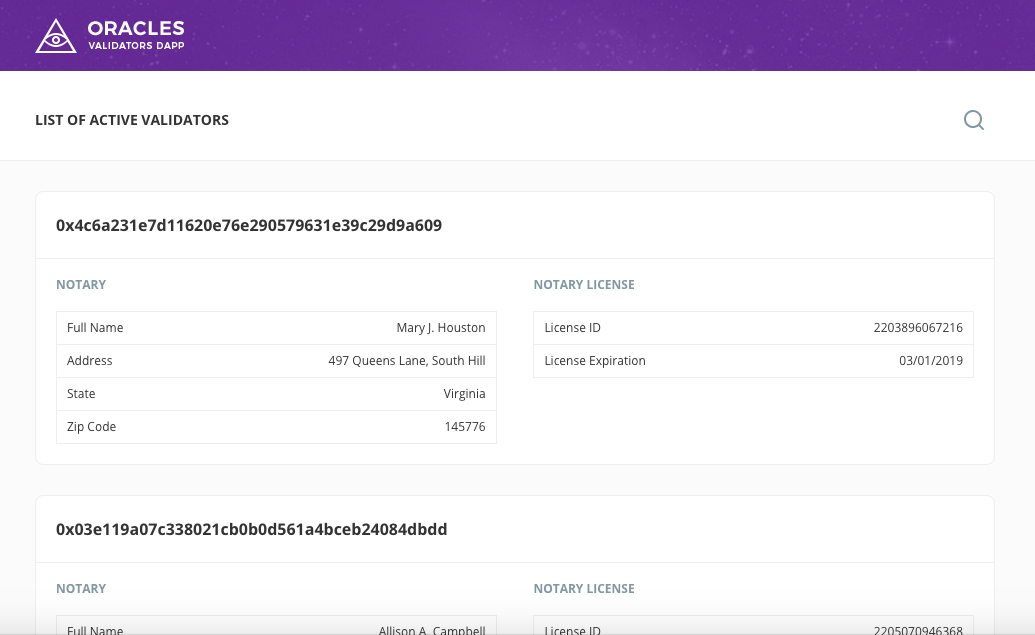 ORACLES
VALIDATORS DAPP
LIST OF ACTIVE VALIDATORS
0x4c6a231e7d11620e76e290579631e39c29d9a609
NOTARY
Full Name Mary J. Houston
Address 497 Queens Lane, South Hill
State Virginia
Zip Code 145776
NOTARY LICENSE
License ID 2203896067216
License Expiration 03/01/2019
0x03e119a07c338021cb0b0d561a4bceb24084dbdd
NOTARY
Full Name Allison A. Campbell
NOTARY LICENSE
License ID 2205070946368